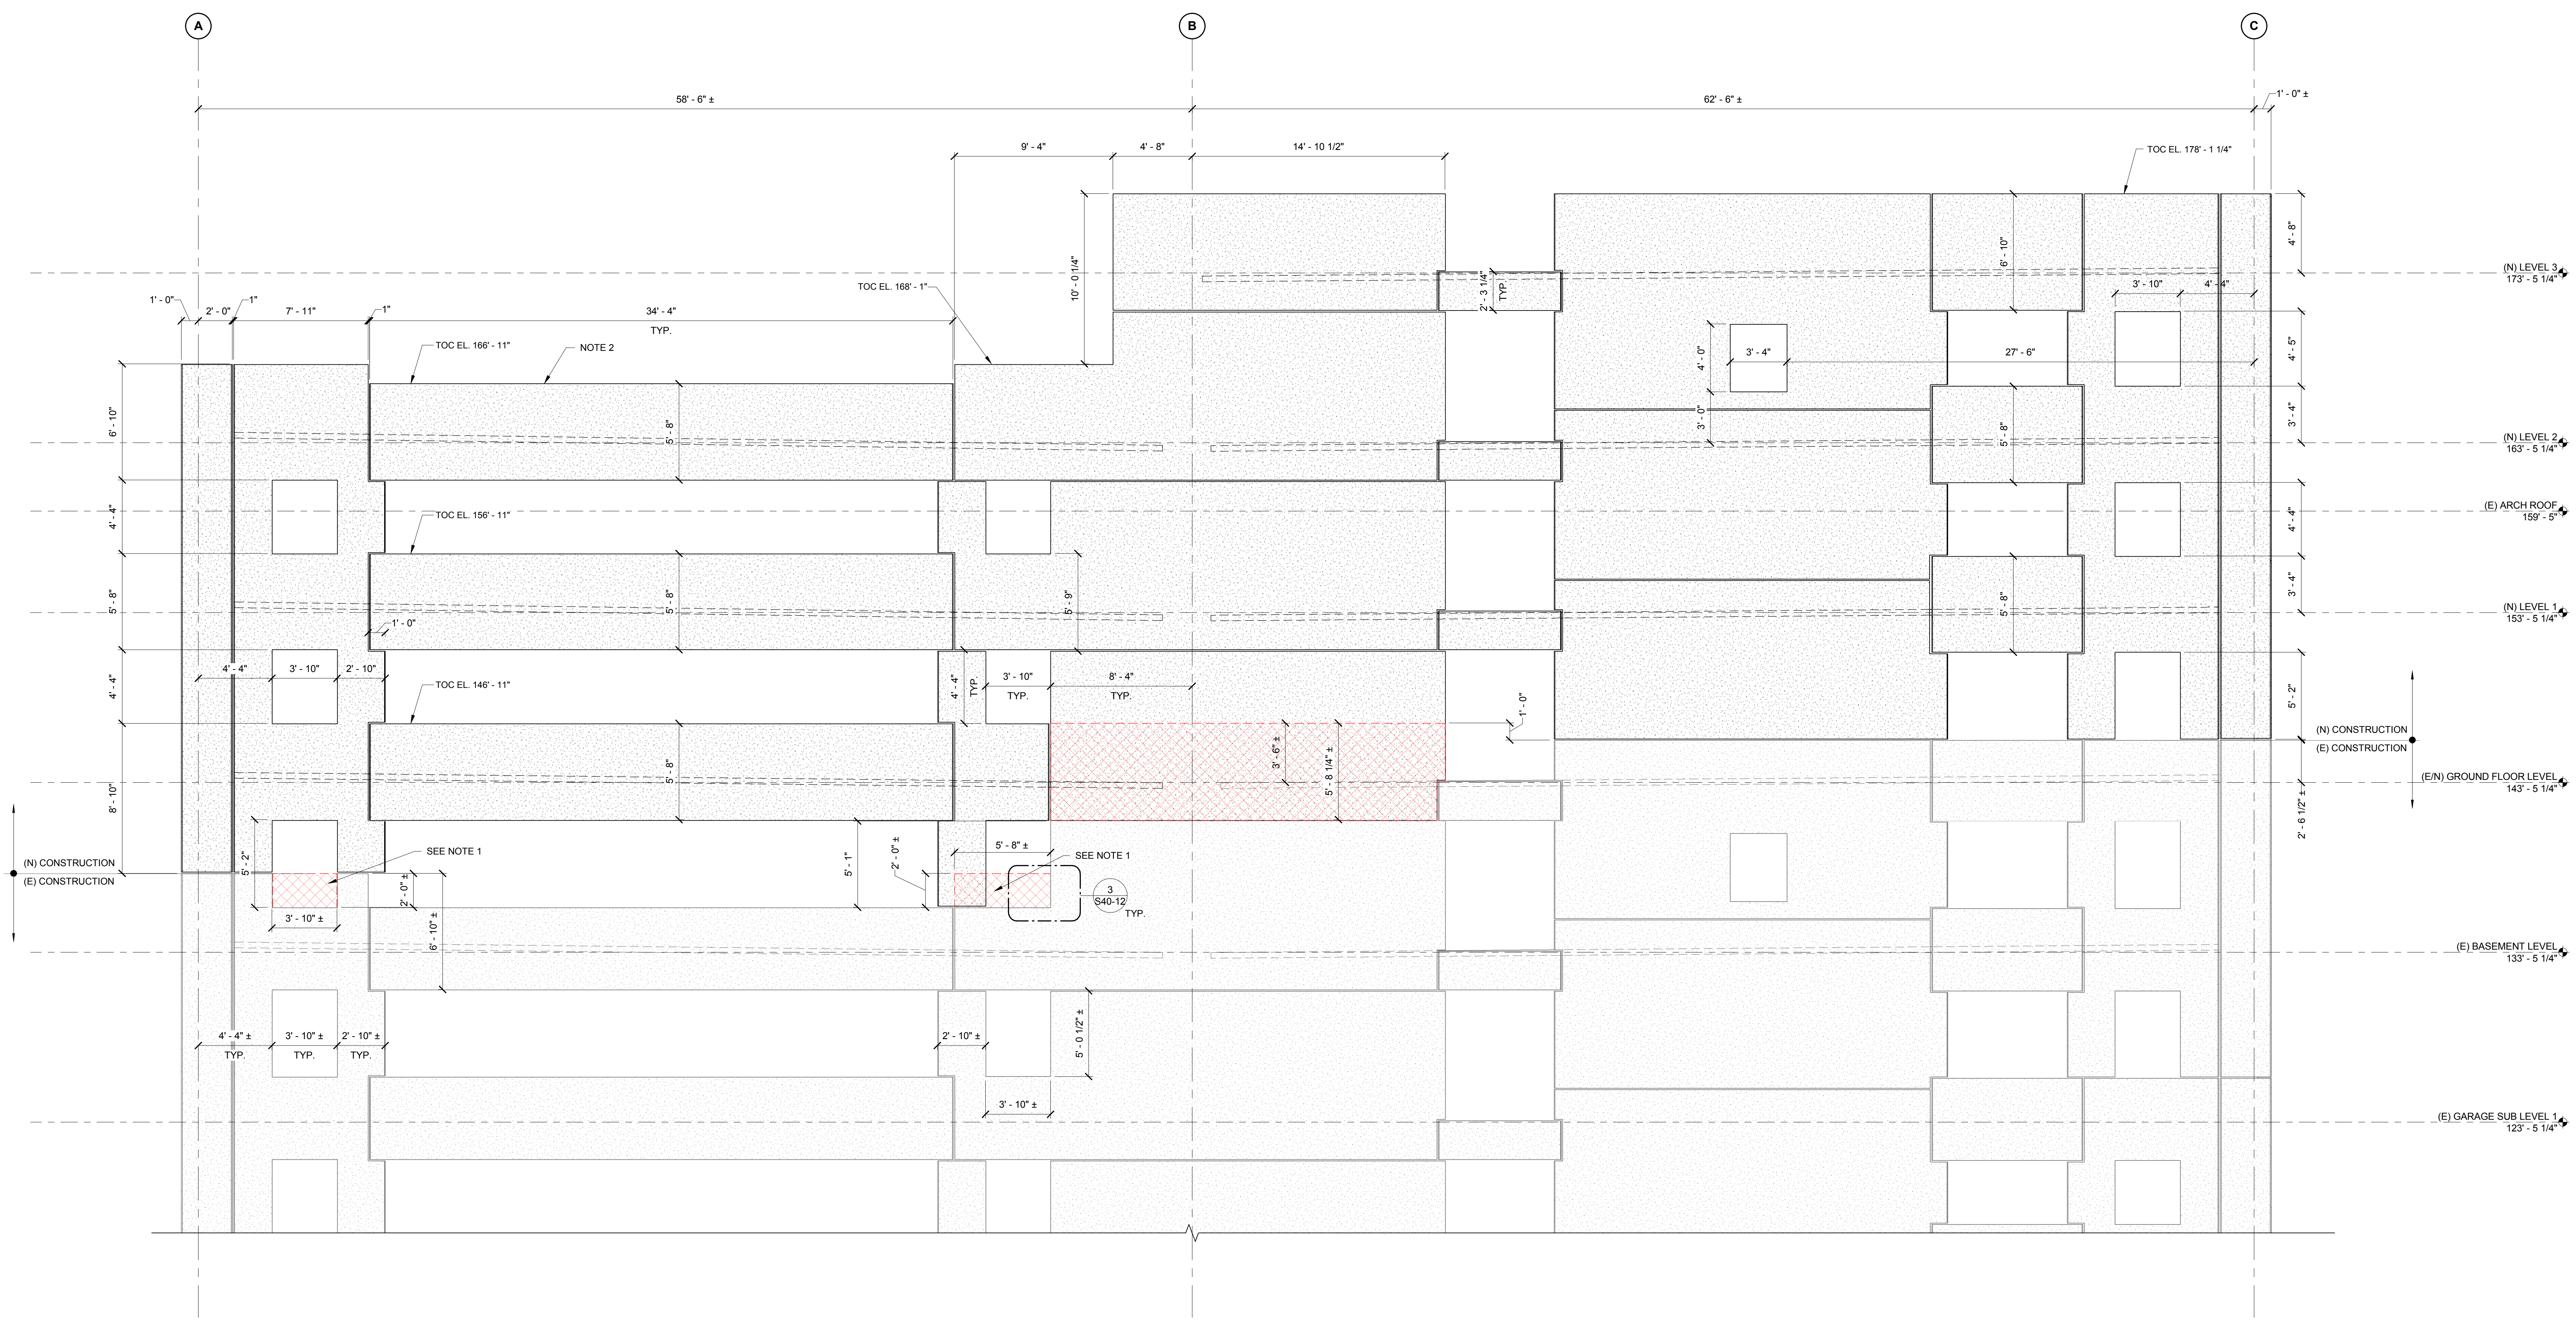 A
B
C
58' - 6" ±
62' - 6" ±
1' - 0" ±
9' - 4"
4' - 8"
14' - 10 1/2"
TOC EL. 178' - 1 1/4"
4' - 8"
6' - 10"
10' - 0 1/4"
(N) LEVEL 3
173' - 5 1/4"
TOC EL. 168' - 1"
2' - 3 1/4"
TYP.
3' - 10"
4' - 4"
1' - 0"
2' - 0"
1"
7' - 11"
1"
34' - 4"
TYP.
TOC EL. 166' - 11"
NOTE 2
4' - 0"
3' - 4"
27' - 6"
4' - 5"
6' - 10"
5' - 8"
3' - 0"
5' - 8"
3' - 4"
(N) LEVEL 2
163' - 5 1/4"
4' - 4"
TOC EL. 156' - 11"
4' - 4"
(E) ARCH ROOF
159' - 5"
5' - 8"
5' - 8"
5' - 9"
5' - 8"
3' - 4"
(N) LEVEL 1
153' - 5 1/4"
1' - 0"
4' - 4"
3' - 10"
2' - 10"
4' - 4"
TOC EL. 146' - 11"
4' - 4"
TYP.
3' - 10"
TYP.
8' - 4"
TYP.
1' - 0"
5' - 2"
(N) CONSTRUCTION
(E) CONSTRUCTION
8' - 10"
5' - 8"
3' - 6" ±
5' - 8 1/4" ±
2' - 6 1/2" ±
(E/N) GROUND FLOOR LEVEL
143' - 5 1/4"
(N) CONSTRUCTION
(E) CONSTRUCTION
5' - 2"
SEE NOTE 1
2' - 0" ±
3' - 10" ±
6' - 10" ±
5' - 1"
2' - 0" ±
5' - 8" ±
SEE NOTE 1
3
S40-12
TYP.
(E) BASEMENT LEVEL
133' - 5 1/4"
4' - 4" ±
TYP.
3' - 10" ±
TYP.
2' - 10" ±
TYP.
2' - 10" ±
5' - 0 1/2" ±
3' - 10" ±
(E) GARAGE SUB LEVEL 1
123' - 5 1/4"